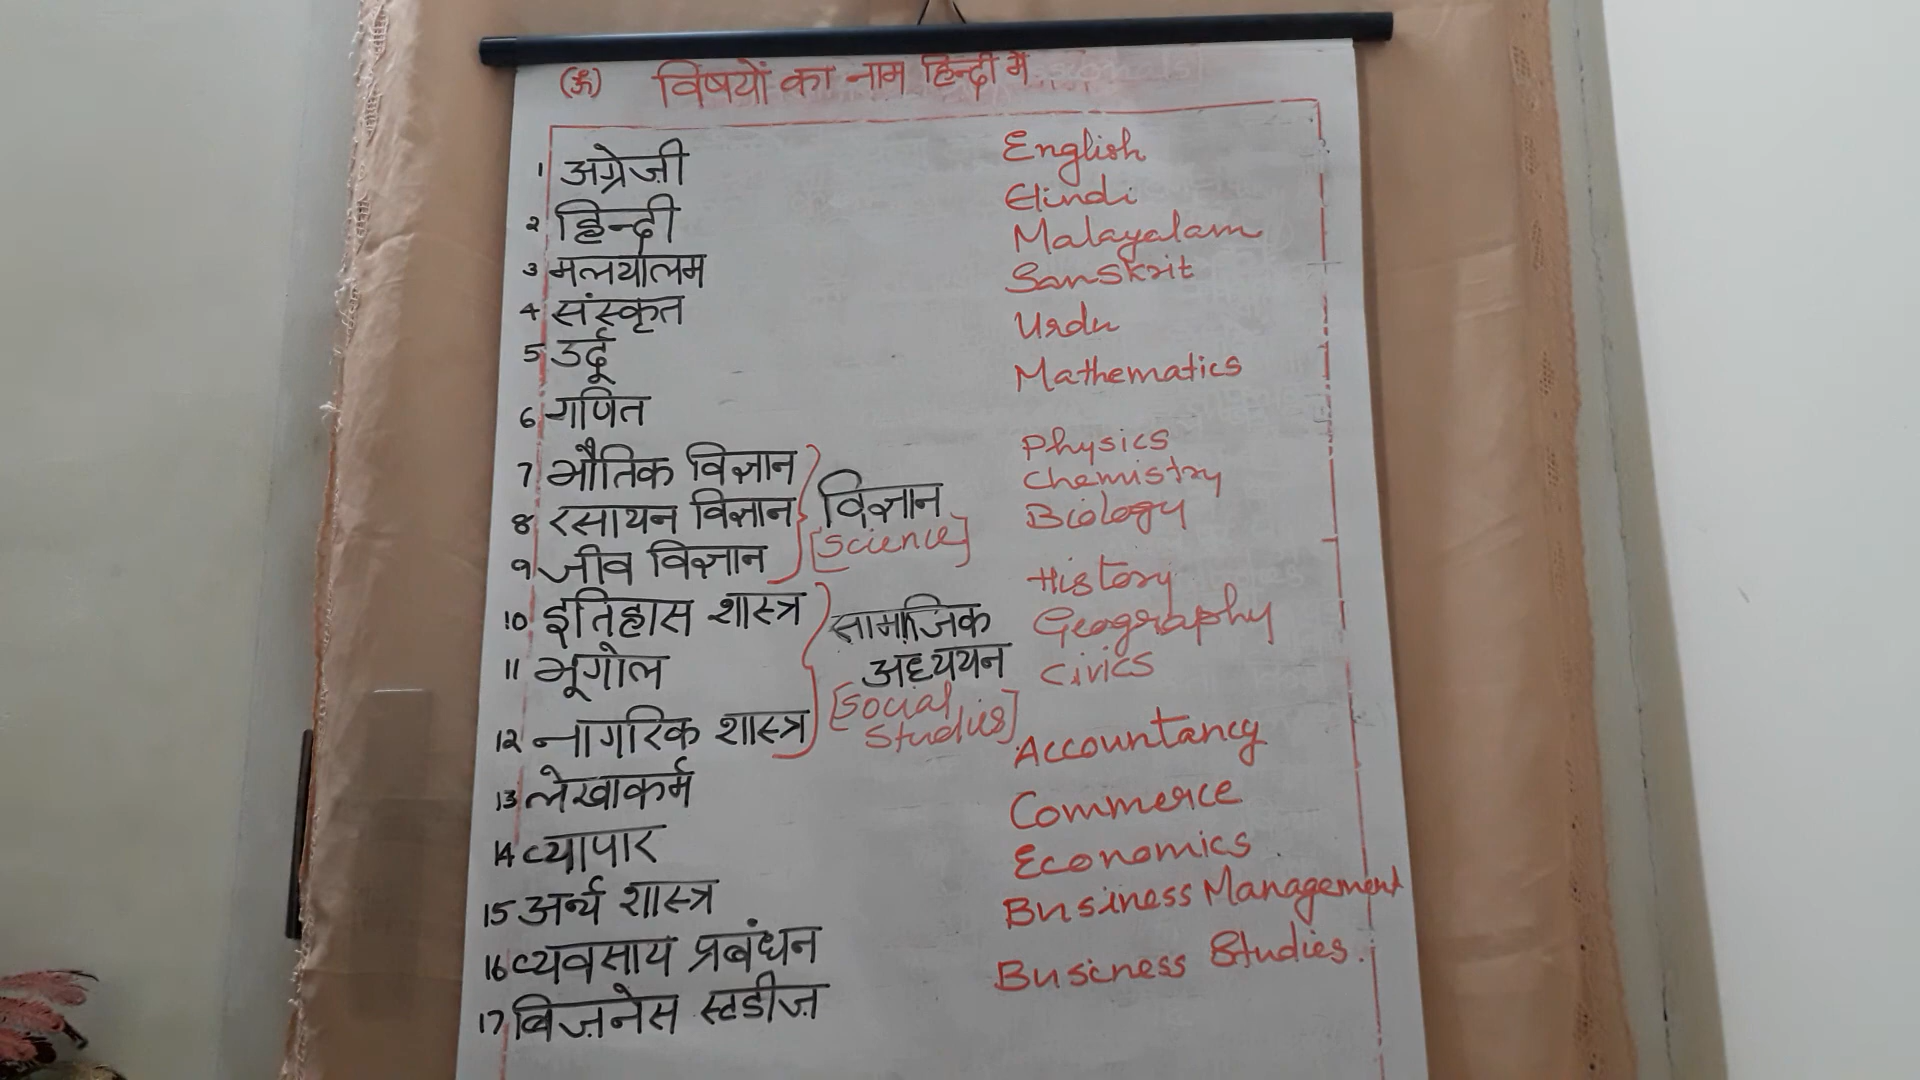 (ॐ) विषयों का नाम हिन्दी में
1 अग्रेज़ी English
2 हिन्दी Hindi
3 मलयालम Malayalam
4 संस्कृत Sanskrit
5 उर्दू Urdu
6 गणित Mathematics
7 भौतिक विज्ञान Physics
8 रसायन विज्ञान विज्ञान Chemistry
9 जीव विज्ञान [Science] Biology
10 इतिहास शास्त्र सामाजिक History
11 भूगोल अध्ययन Geography
12 नागरिक शास्त्र [Social Studies] Civics
13 लेखाकर्म Accountancy
14 व्यापार Commerce
15 अर्थ शास्त्र Economics
16 व्यवसाय प्रबंधन Business Management
17 बिज़नेस स्टडीज़ Business Studies.